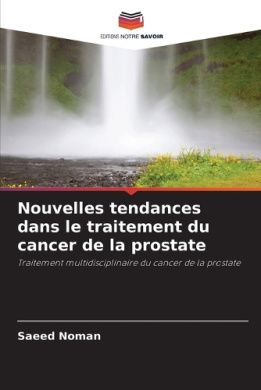 EDITIONS NOTRE SAVOIR
Nouvelles tendances
dans le traitement du
cancer de la prostate
Traitement multidisciplinaire du cancer de la prostate
Saeed Noman